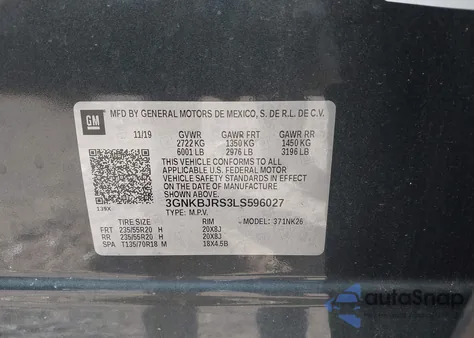 GM
MFD BY GENERAL MOTORS DE MEXICO, S. DE R.L. DE C.V.
11/19 GVWR GAWR FRT GAWR RR
2722 KG 1350 KG 1450 KG
6001 LB 2976 LB 3196 LB
THIS VEHICLE CONFORMS TO ALL
APPLICABLE U.S. FEDERAL MOTOR
VEHICLE SAFETY STANDARDS IN EFFECT
ON THE DATE OF MANUFACTURE
SHOWN ABOVE.
139X
3GNKBJRS3LS596027
TYPE: M.P.V. MODEL: 371NK26
TIRE SIZE RIM
FRT 235/55R20 H 20X8J
RR 235/55R20 H 20X8J
SPA T135/70R18 M 18X4.5B
autoSnap